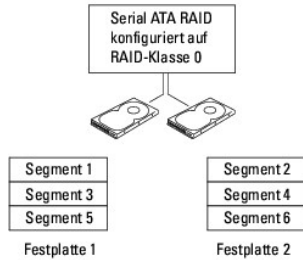 Serial ATA RAID
konfiguriert auf
RAID-Klasse 0
Segment 1
Segment 3
Segment 5
Festplatte 1
Segment 2
Segment 4
Segment 6
Festplatte 2